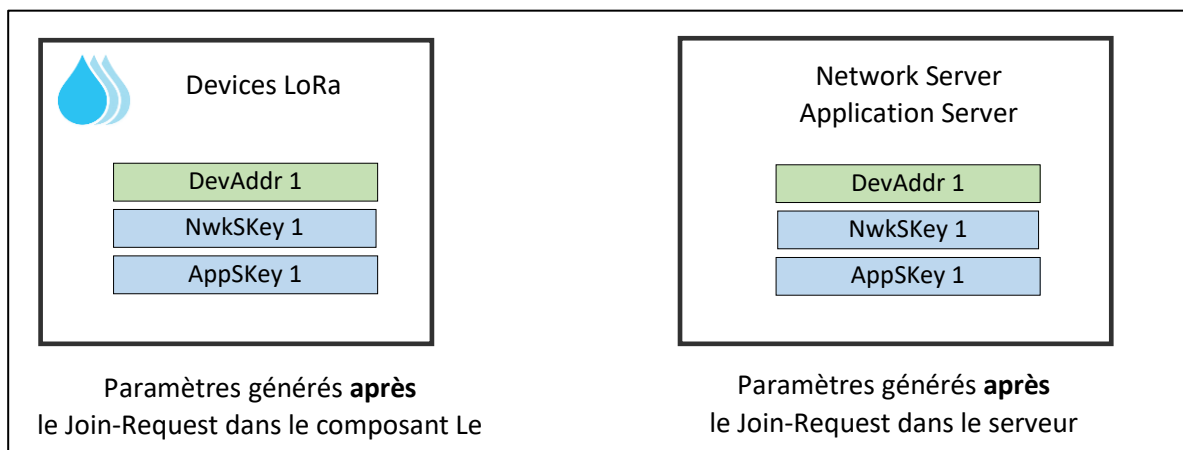 Devices LoRa
DevAddr 1
NwkSKey 1
AppSKey 1
Paramètres générés après
le Join-Request dans le composant Le
Network Server
Application Server
DevAddr 1
NwkSKey 1
AppSKey 1
Paramètres générés après
le Join-Request dans le serveur